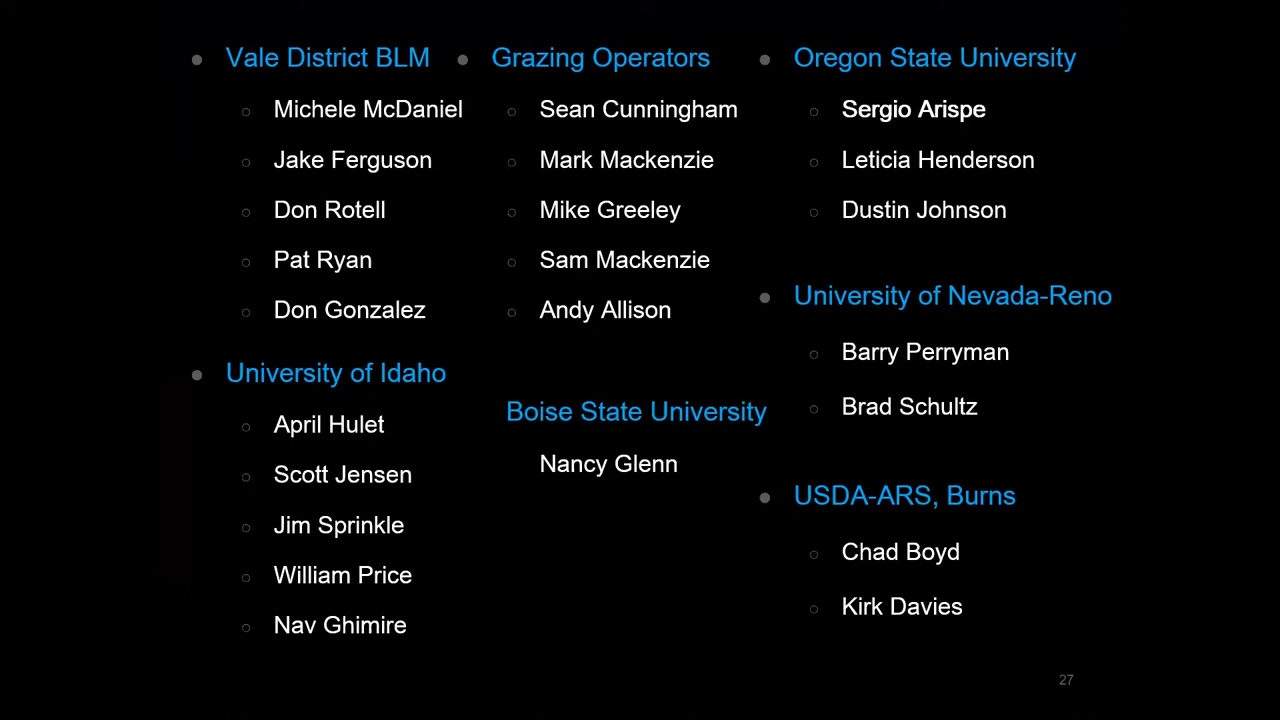 Vale District BLM
Michele McDaniel
Jake Ferguson
Don Rotell
Pat Ryan
Don Gonzalez
University of Idaho
April Hulet
Scott Jensen
Jim Sprinkle
William Price
Nav Ghimire
Grazing Operators
Sean Cunningham
Mark Mackenzie
Mike Greeley
Sam Mackenzie
Andy Allison
Boise State University
Nancy Glenn
Oregon State University
Sergio Arispe
Leticia Henderson
Dustin Johnson
University of Nevada-Reno
Barry Perryman
Brad Schultz
USDA-ARS, Burns
Chad Boyd
Kirk Davies
27